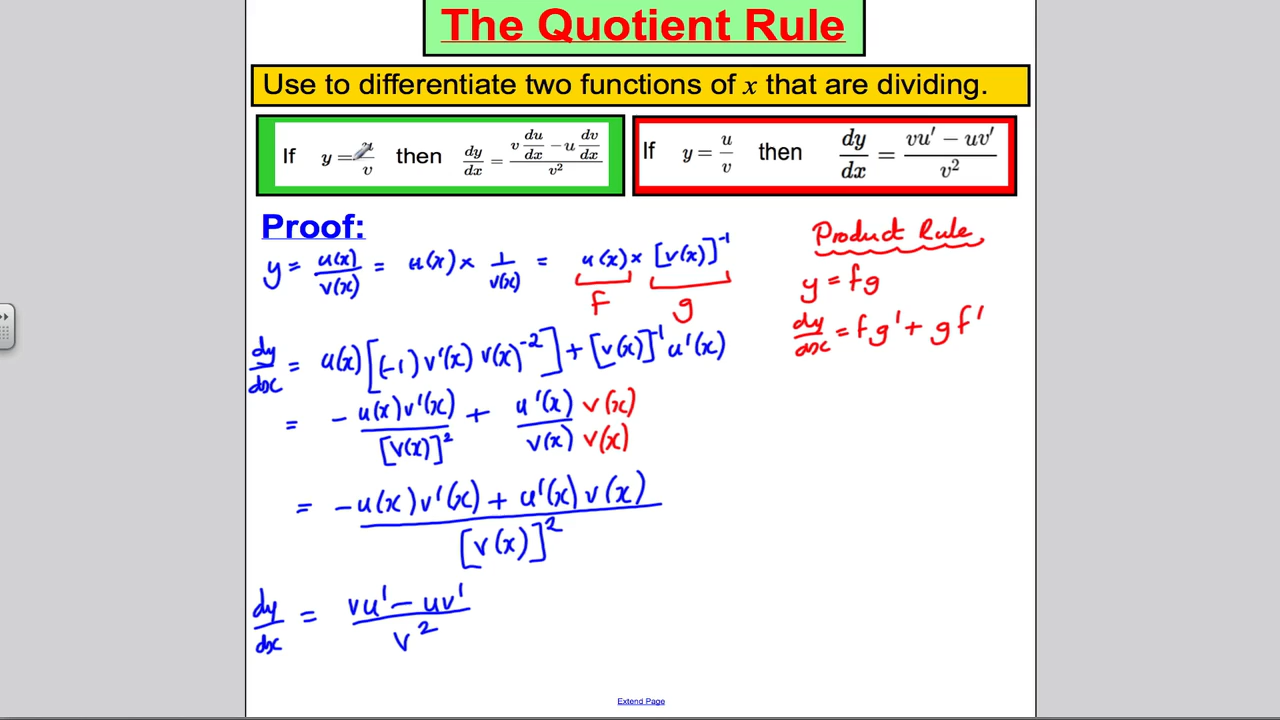 The Quotient Rule
Use to differentiate two functions of x that are dividing.
If y = u/v then dy/dx = (v du/dx − u dv/dx)/v²
If y = u/v then dy/dx = (vu′ − uv′)/v²
Proof:
y = u(x)/v(x) = u(x) × 1/v(x) = u(x) × [v(x)]⁻¹
f g
Product Rule
y = fg
dy/dx = fg' + gf'
dy/dx = u(x)[(-1) v'(x) v(x)⁻²] + [v(x)]⁻¹ u'(x)
= − u(x)v'(x)/[v(x)]² + u'(x) v(x)/v(x) v(x)
= (−u(x)v'(x) + u'(x)v(x))/[v(x)]²
dy/dx = (vu' − uv')/v²
Extend Page